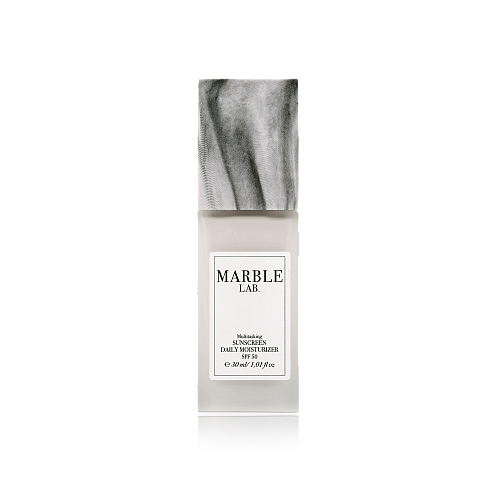 MARBLE
LAB.
Multitasking
SUNSCREEN
DAILY MOISTURIZER
SPF 50
℮ 30 ml / 1,01 fl oz